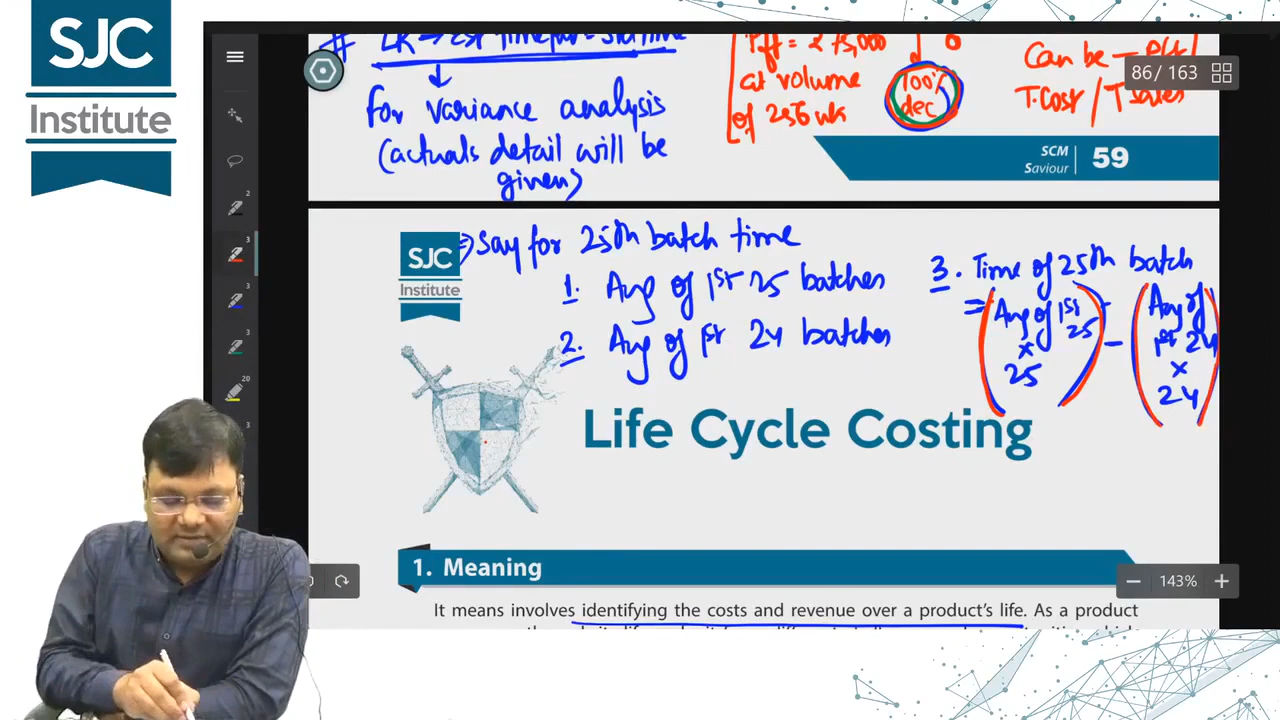 SJC
Institute
86 / 163
for variance analysis
(actuals detail will be
given)
at volume
of 256 wk
100%
dec
Can be
T.Cost / T Sales
SCM
Saviour
59
SJC
Institute
⇒ Say for 25th batch time
1. Avg of 1st 25 batches
2. Avg of 1st 24 batches
3. Time of 25th batch
= (Avg of 1st 25 × 25) - (Avg of 1st 24 × 24)
Life Cycle Costing
1. Meaning
143%
It means involves identifying the costs and revenue over a product's life. As a product